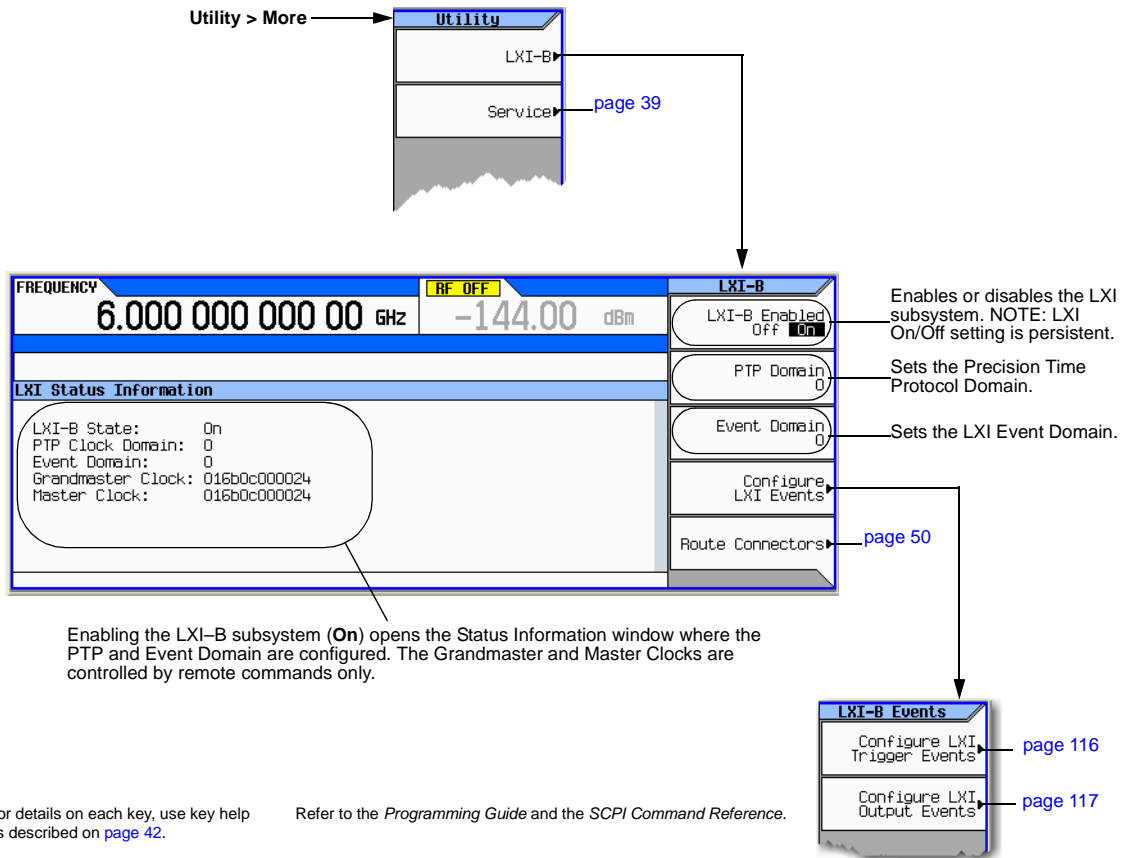 Utility > More
Utility
LXI-B
Service
page 39
FREQUENCY
6.000 000 000 00 GHz
RF OFF
-144.00 dBm
LXI Status Information
LXI-B State: On
PTP Clock Domain: 0
Event Domain: 0
Grandmaster Clock: 016b0c000024
Master Clock: 016b0c000024
LXI-B
LXI-B Enabled
Off On
PTP Domain
0
Event Domain
0
Configure
LXI Events
Route Connectors
page 50
Enables or disables the LXI
subsystem. NOTE: LXI
On/Off setting is persistent.
Sets the Precision Time
Protocol Domain.
Sets the LXI Event Domain.
Enabling the LXI–B subsystem (On) opens the Status Information window where the
PTP and Event Domain are configured. The Grandmaster and Master Clocks are
controlled by remote commands only.
LXI-B Events
Configure LXI
Trigger Events
page 116
Configure LXI
Output Events
page 117
or details on each key, use key help
s described on page 42.
Refer to the Programming Guide and the SCPI Command Reference.